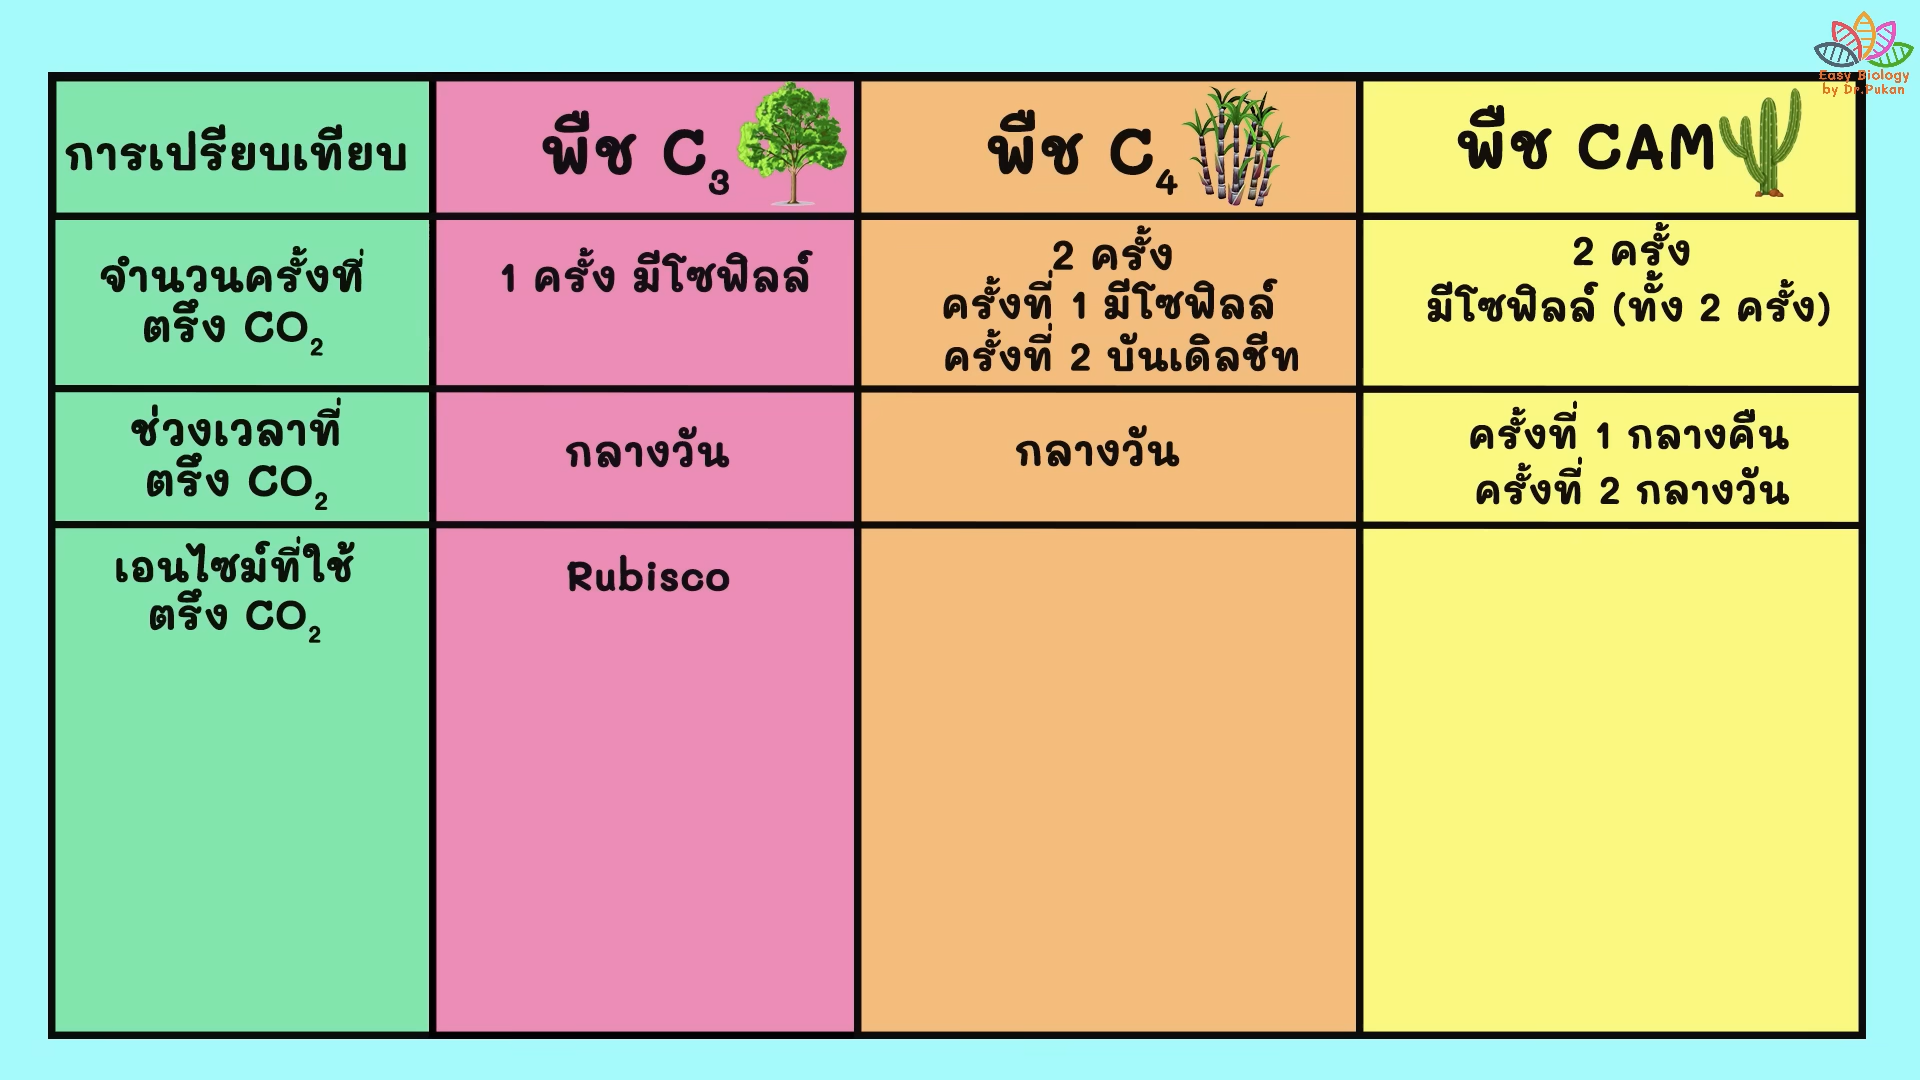 Easy Biology
by Dr.Pukan
การเปรียบเทียบ
พืช C₃
พืช C₄
พืช CAM
จำนวนครั้งที่
ตรึง CO₂
1 ครั้ง มีโซฟิลล์
2 ครั้ง
ครั้งที่ 1 มีโซฟิลล์
ครั้งที่ 2 บันเดิลชีท
2 ครั้ง
มีโซฟิลล์ (ทั้ง 2 ครั้ง)
ช่วงเวลาที่
ตรึง CO₂
กลางวัน
กลางวัน
ครั้งที่ 1 กลางคืน
ครั้งที่ 2 กลางวัน
เอนไซม์ที่ใช้
ตรึง CO₂
Rubisco